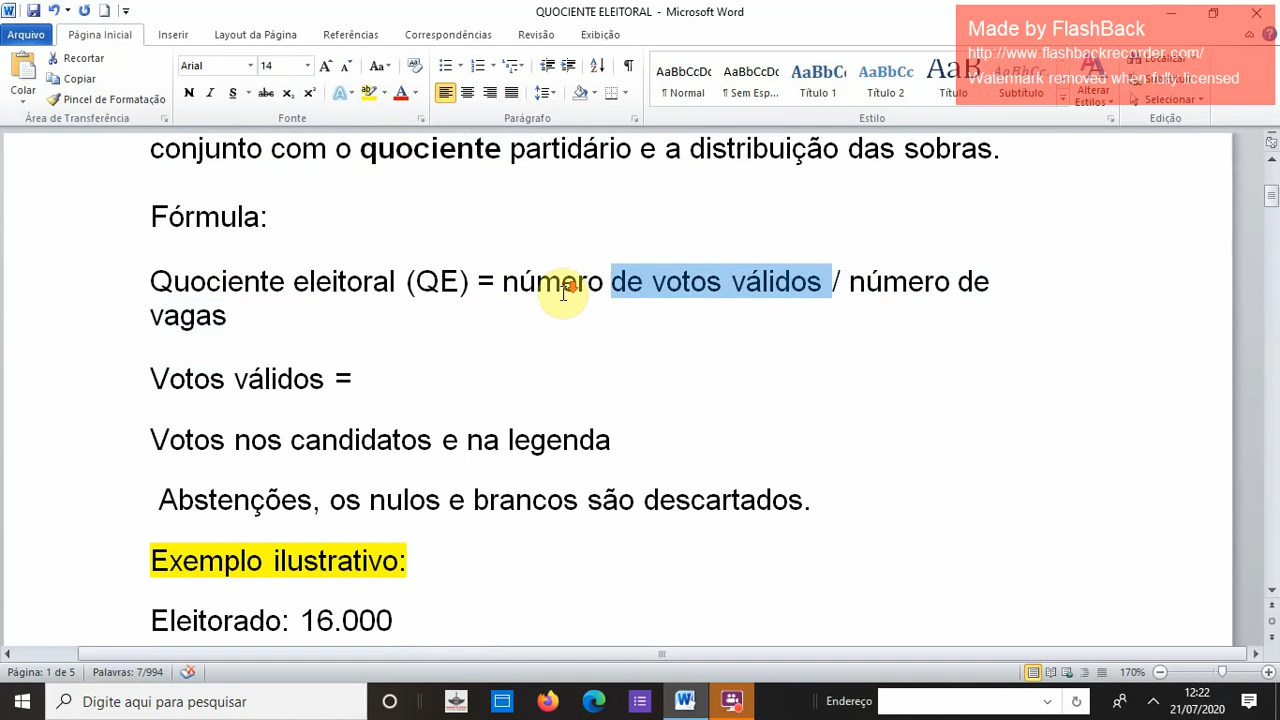 QUOCIENTE ELEITORAL - Microsoft Word
Made by FlashBack
http://www.flashbackrecorder.com/
Watermark removed when fully licensed
Arquivo Página Inicial Inserir Layout da Página Referências Correspondências Revisão Exibição
Colar
Recortar
Copiar
Pincel de Formatação
Área de Transferência
Arial 14
Fonte
Parágrafo
AaBbCcDc AaBbCcDc AaBbC AaBbCc AaB AaBbCc
¶ Normal ¶ Sem Esp... Título 1 Título 2 Título Subtítulo
Alterar Estilos
Estilo
Localizar
Substituir
Selecionar
Edição
conjunto com o quociente partidário e a distribuição das sobras.
Fórmula:
Quociente eleitoral (QE) = número de votos válidos / número de
vagas
Votos válidos =
Votos nos candidatos e na legenda
Abstenções, os nulos e brancos são descartados.
Exemplo ilustrativo:
Eleitorado: 16.000
Página: 1 de 5 Palavras: 7/994 170%
Digite aqui para pesquisar
Endereço
12:22
21/07/2020